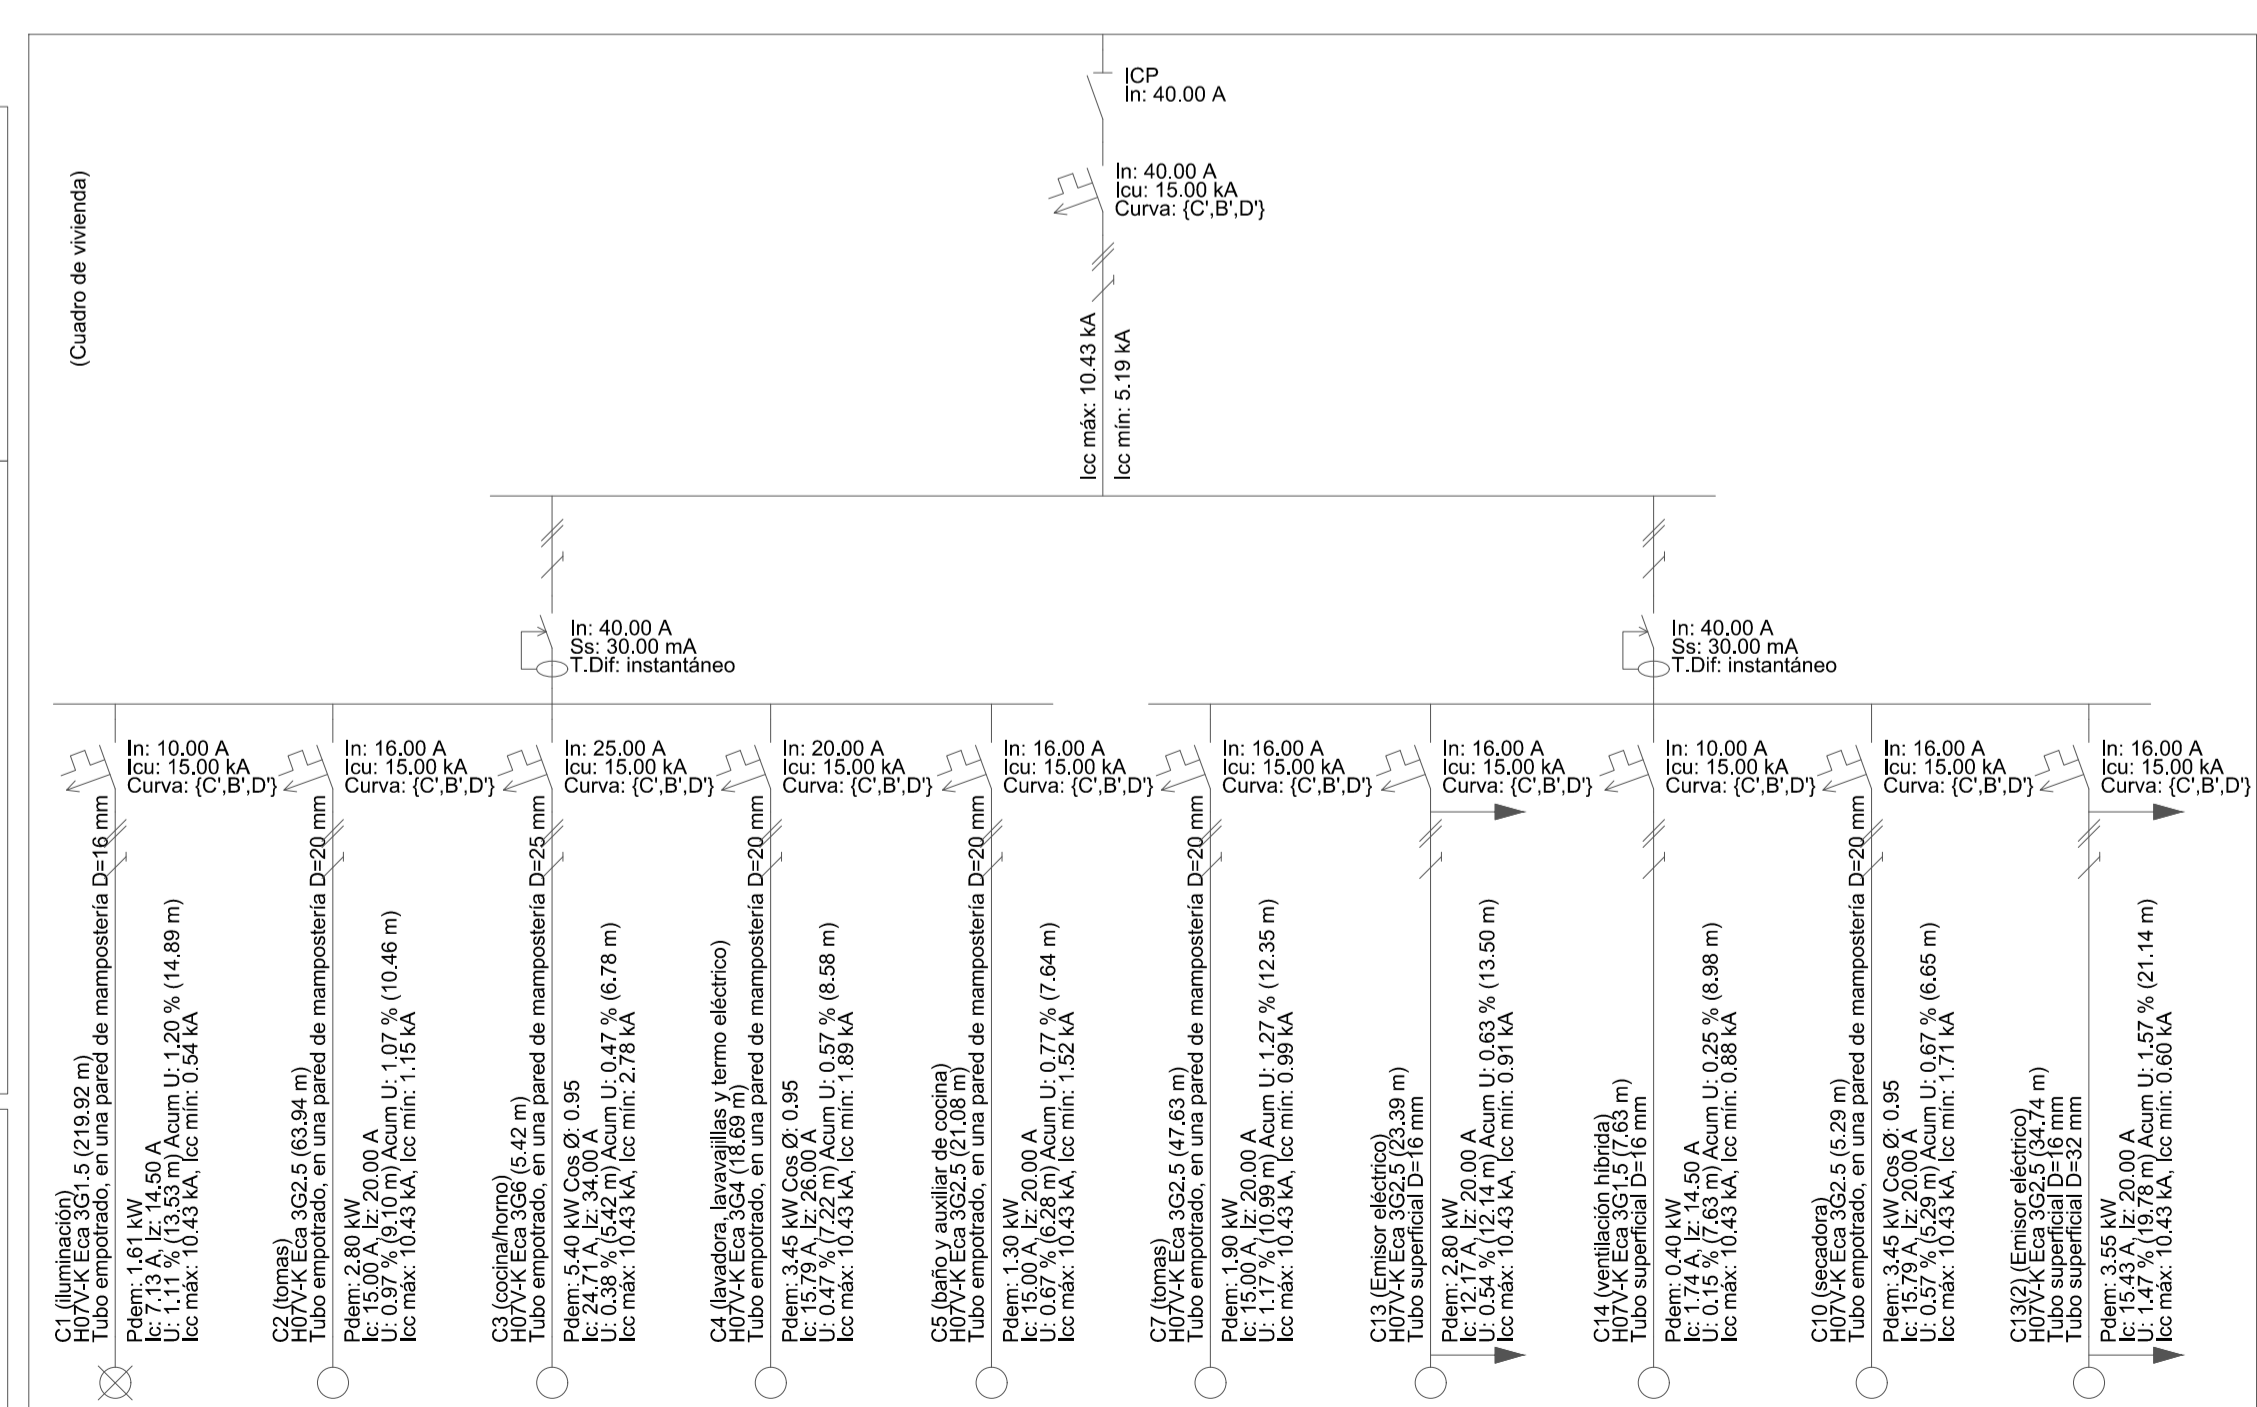 (Cuadro de vivienda)
ICP
In: 40.00 A
In: 40.00 A
Icu: 15.00 kA
Curva: {C',B',D'}
Icc máx: 10.43 kA
Icc mín: 5.19 kA
In: 40.00 A
Ss: 30.00 mA
T.Dif: instantáneo
In: 40.00 A
Ss: 30.00 mA
T.Dif: instantáneo
In: 10.00 A
Icu: 15.00 kA
Curva: {C',B',D'}
C1 (iluminación)
H07V-K Eca 3G1.5 (219.92 m)
Tubo empotrado, en una pared de mampostería D=16 mm
Pdem: 1.61 kW
Ic: 7.13 A, Iz: 14.50 A
U: 1.11 % (13.53 m) Acum U: 1.20 % (14.89 m)
Icc máx: 10.43 kA, Icc mín: 0.54 kA
In: 16.00 A
Icu: 15.00 kA
Curva: {C',B',D'}
C2 (tomas)
H07V-K Eca 3G2.5 (63.94 m)
Tubo empotrado, en una pared de mampostería D=20 mm
Pdem: 2.80 kW
Ic: 15.00 A, Iz: 20.00 A
U: 0.97 % (9.10 m) Acum U: 1.07 % (10.46 m)
Icc máx: 10.43 kA, Icc mín: 1.15 kA
In: 25.00 A
Icu: 15.00 kA
Curva: {C',B',D'}
C3 (cocina/horno)
H07V-K Eca 3G6 (5.42 m)
Tubo empotrado, en una pared de mampostería D=25 mm
Pdem: 5.40 kW Cos Ø: 0.95
Ic: 24.71 A, Iz: 34.00 A
U: 0.38 % (5.42 m) Acum U: 0.47 % (6.78 m)
Icc máx: 10.43 kA, Icc mín: 2.78 kA
In: 20.00 A
Icu: 15.00 kA
Curva: {C',B',D'}
C4 (lavadora, lavavajillas y termo eléctrico)
H07V-K Eca 3G4 (18.69 m)
Tubo empotrado, en una pared de mampostería D=20 mm
Pdem: 3.45 kW Cos Ø: 0.95
Ic: 15.79 A, Iz: 26.00 A
U: 0.47 % (7.22 m) Acum U: 0.57 % (8.58 m)
Icc máx: 10.43 kA, Icc mín: 1.89 kA
In: 16.00 A
Icu: 15.00 kA
Curva: {C',B',D'}
C5 (baño y auxiliar de cocina)
H07V-K Eca 3G2.5 (21.08 m)
Tubo empotrado, en una pared de mampostería D=20 mm
Pdem: 1.30 kW
Ic: 15.00 A, Iz: 20.00 A
U: 0.67 % (6.28 m) Acum U: 0.77 % (7.64 m)
Icc máx: 10.43 kA, Icc mín: 1.52 kA
In: 16.00 A
Icu: 15.00 kA
Curva: {C',B',D'}
C7 (tomas)
H07V-K Eca 3G2.5 (47.63 m)
Tubo empotrado, en una pared de mampostería D=20 mm
Pdem: 1.90 kW
Ic: 15.00 A, Iz: 20.00 A
U: 1.17 % (10.99 m) Acum U: 1.27 % (12.35 m)
Icc máx: 10.43 kA, Icc mín: 0.99 kA
In: 16.00 A
Icu: 15.00 kA
Curva: {C',B',D'}
C13 (Emisor eléctrico)
H07V-K Eca 3G2.5 (23.39 m)
Tubo superficial D=16 mm
Pdem: 2.80 kW
Ic: 12.17 A, Iz: 20.00 A
U: 0.54 % (12.14 m) Acum U: 0.63 % (13.50 m)
Icc máx: 10.43 kA, Icc mín: 0.91 kA
In: 10.00 A
Icu: 15.00 kA
Curva: {C',B',D'}
C14 (ventilación híbrida)
H07V-K Eca 3G1.5 (7.63 m)
Tubo superficial D=16 mm
Pdem: 0.40 kW
Ic: 1.74 A, Iz: 14.50 A
U: 0.15 % (7.63 m) Acum U: 0.25 % (8.98 m)
Icc máx: 10.43 kA, Icc mín: 0.88 kA
In: 16.00 A
Icu: 15.00 kA
Curva: {C',B',D'}
C10 (secadora)
H07V-K Eca 3G2.5 (5.29 m)
Tubo empotrado, en una pared de mampostería D=20 mm
Pdem: 3.45 kW Cos Ø: 0.95
Ic: 15.79 A, Iz: 20.00 A
U: 0.57 % (5.29 m) Acum U: 0.67 % (6.65 m)
Icc máx: 10.43 kA, Icc mín: 1.71 kA
In: 16.00 A
Icu: 15.00 kA
Curva: {C',B',D'}
C13(2) (Emisor eléctrico)
H07V-K Eca 3G2.5 (34.74 m)
Tubo superficial D=16 mm
Tubo superficial D=32 mm
Pdem: 3.55 kW
Ic: 15.43 A, Iz: 20.00 A
U: 1.47 % (19.78 m) Acum U: 1.57 % (21.14 m)
Icc máx: 10.43 kA, Icc mín: 0.60 kA